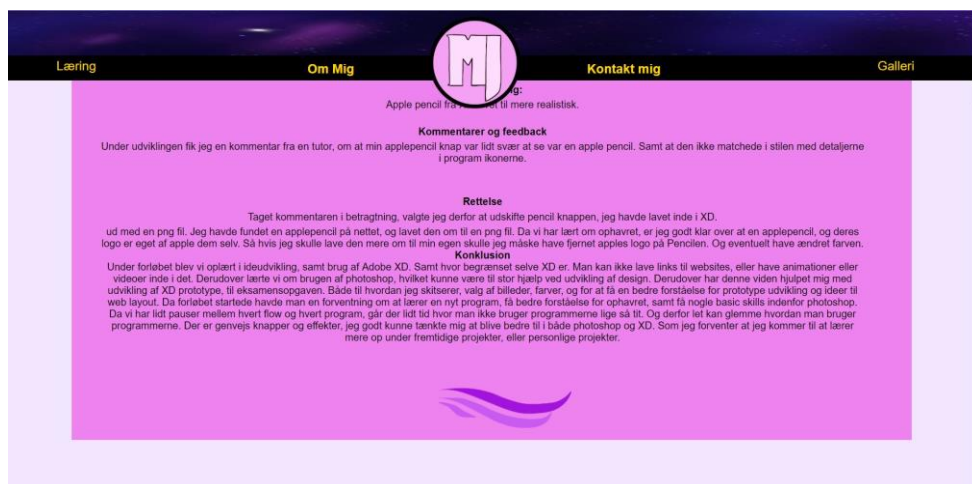 Læring
Om Mig
MJ
Kontakt mig
Galleri
Apple pencil fra til mere realistisk.
Kommentarer og feedback
Under udviklingen fik jeg en kommentar fra en tutor, om at min applepencil knap var lidt svær at se var en apple pencil. Samt at den ikke matchede i stilen med detaljerne
i program ikonerne.
Rettelse
Taget kommentaren i betragtning, valgte jeg derfor at udskifte pencil knappen, jeg havde lavet inde i XD.
ud med en png fil. Jeg havde fundet en applepencil på nettet, og lavet den om til en png fil. Da vi har lært om ophavret, er jeg godt klar over at en applepencil, og deres
logo er eget af apple dem selv. Så hvis jeg skulle lave den mere om til min egen skulle jeg måske have fjernet apples logo på Pencilen. Og eventuelt have ændret farven.
Konklusion
Under forløbet blev vi oplært i ideudvikling, samt brug af Adobe XD. Samt hvor begrænset selve XD er. Man kan ikke lave links til websites, eller have animationer eller
videoer inde i det. Derudover lærte vi om brugen af photoshop, hvilket kunne være til stor hjælp ved udvikling af design. Derudover har denne viden hjulpet mig med
udvikling af XD prototype, til eksamensopgaven. Både til hvordan jeg skitserer, valg af billeder, farver, og for at få en bedre forståelse for prototype udvikling og ideer til
web layout. Da forløbet startede havde man en forventning om at lærer en nyt program, få bedre forståelse for ophavret, samt få nogle basic skills indenfor photoshop.
Da vi har lidt pauser mellem hvert flow og hvert program, går der lidt tid hvor man ikke bruger programmerne lige så tit. Og derfor let kan glemme hvordan man bruger
programmerne. Der er genvejs knapper og effekter, jeg godt kunne tænkte mig at blive bedre til i både photoshop og XD. Som jeg forventer at jeg kommer til at lærer
mere op under fremtidige projekter, eller personlige projekter.